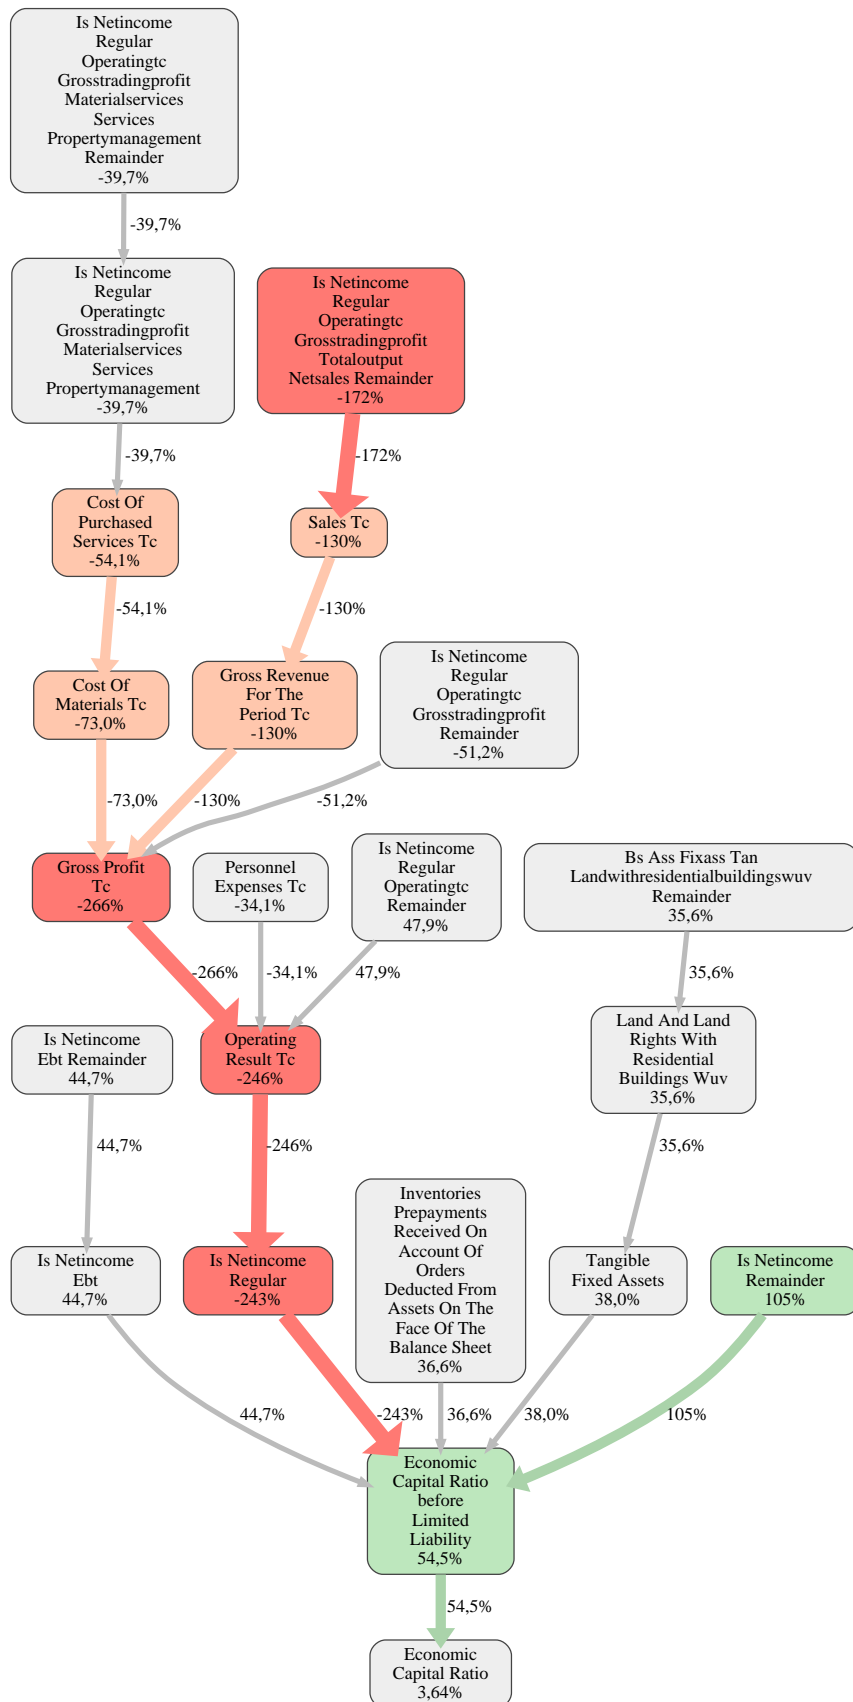 Is Netincome
Regular
Operatingtc
Grosstradingprofit
Materialservices
Services
Propertymanagement
Remainder
-39,7%
-39,7%
Is Netincome
Regular
Operatingtc
Grosstradingprofit
Materialservices
Services
Propertymanagement
-39,7%
Is Netincome
Regular
Operatingtc
Grosstradingprofit
Totaloutput
Netsales Remainder
-172%
-39,7%
-172%
Cost Of
Purchased
Services Tc
-54,1%
Sales Tc
-130%
-54,1%
-130%
Cost Of
Materials Tc
-73,0%
Gross Revenue
For The
Period Tc
-130%
Is Netincome
Regular
Operatingtc
Grosstradingprofit
Remainder
-51,2%
-73,0%
-130%
-51,2%
Gross Profit
Tc
-266%
Personnel
Expenses Tc
-34,1%
Is Netincome
Regular
Operatingtc
Remainder
47,9%
Bs Ass Fixass Tan
Landwithresidentialbuildingswuv
Remainder
35,6%
-266%
-34,1%
47,9%
35,6%
Is Netincome
Ebt Remainder
44,7%
Operating
Result Tc
-246%
Land And Land
Rights With
Residential
Buildings Wuv
35,6%
44,7%
-246%
35,6%
Is Netincome
Ebt
44,7%
Is Netincome
Regular
-243%
Inventories
Prepayments
Received On
Account Of
Orders
Deducted From
Assets On The
Face Of The
Balance Sheet
36,6%
Tangible
Fixed Assets
38,0%
Is Netincome
Remainder
105%
44,7%
-243%
36,6%
38,0%
105%
Economic
Capital Ratio
before
Limited
Liability
54,5%
54,5%
Economic
Capital Ratio
3,64%